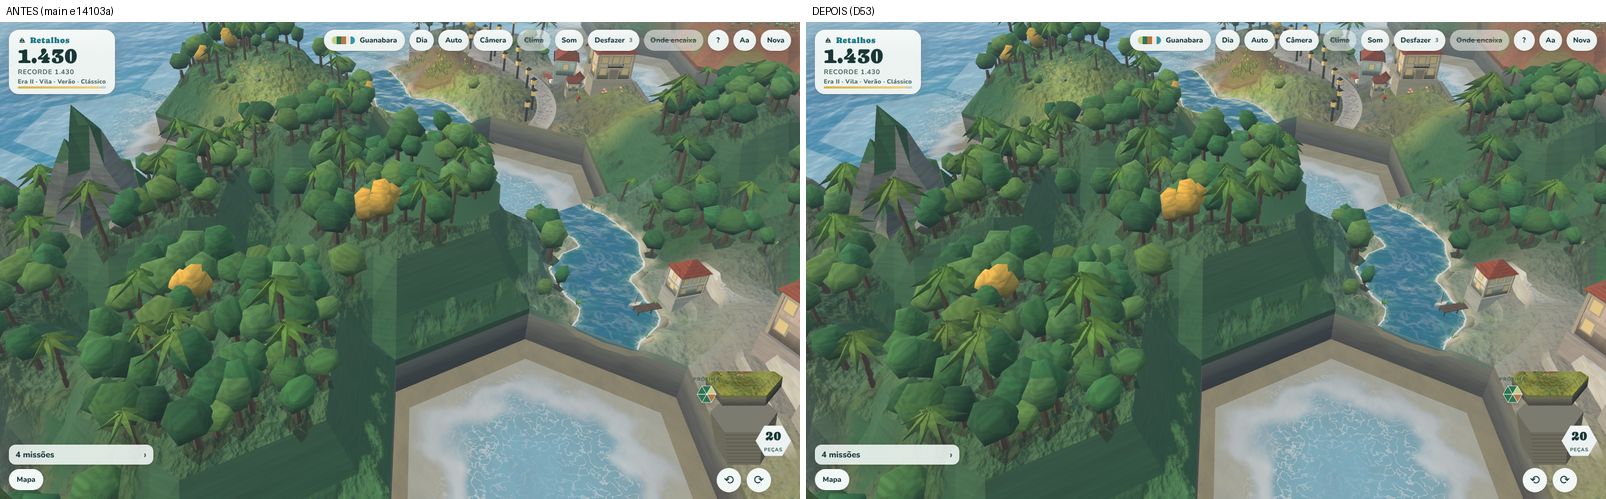 ANTES (main e14103a)
Retalhos
1.430
RECORDE 1.430
Era II · Vila · Verão · Clássico
Guanabara
Dia
Auto
Câmera
Clima
Som
Desfazer 3
Onde encaixa
?
Aa
Nova
20
PEÇAS
4 missões ›
Mapa
DEPOIS (D53)
Retalhos
1.430
RECORDE 1.430
Era II · Vila · Verão · Clássico
Guanabara
Dia
Auto
Câmera
Clima
Som
Desfazer 3
Onde encaixa
?
Aa
Nova
20
PEÇAS
4 missões ›
Mapa